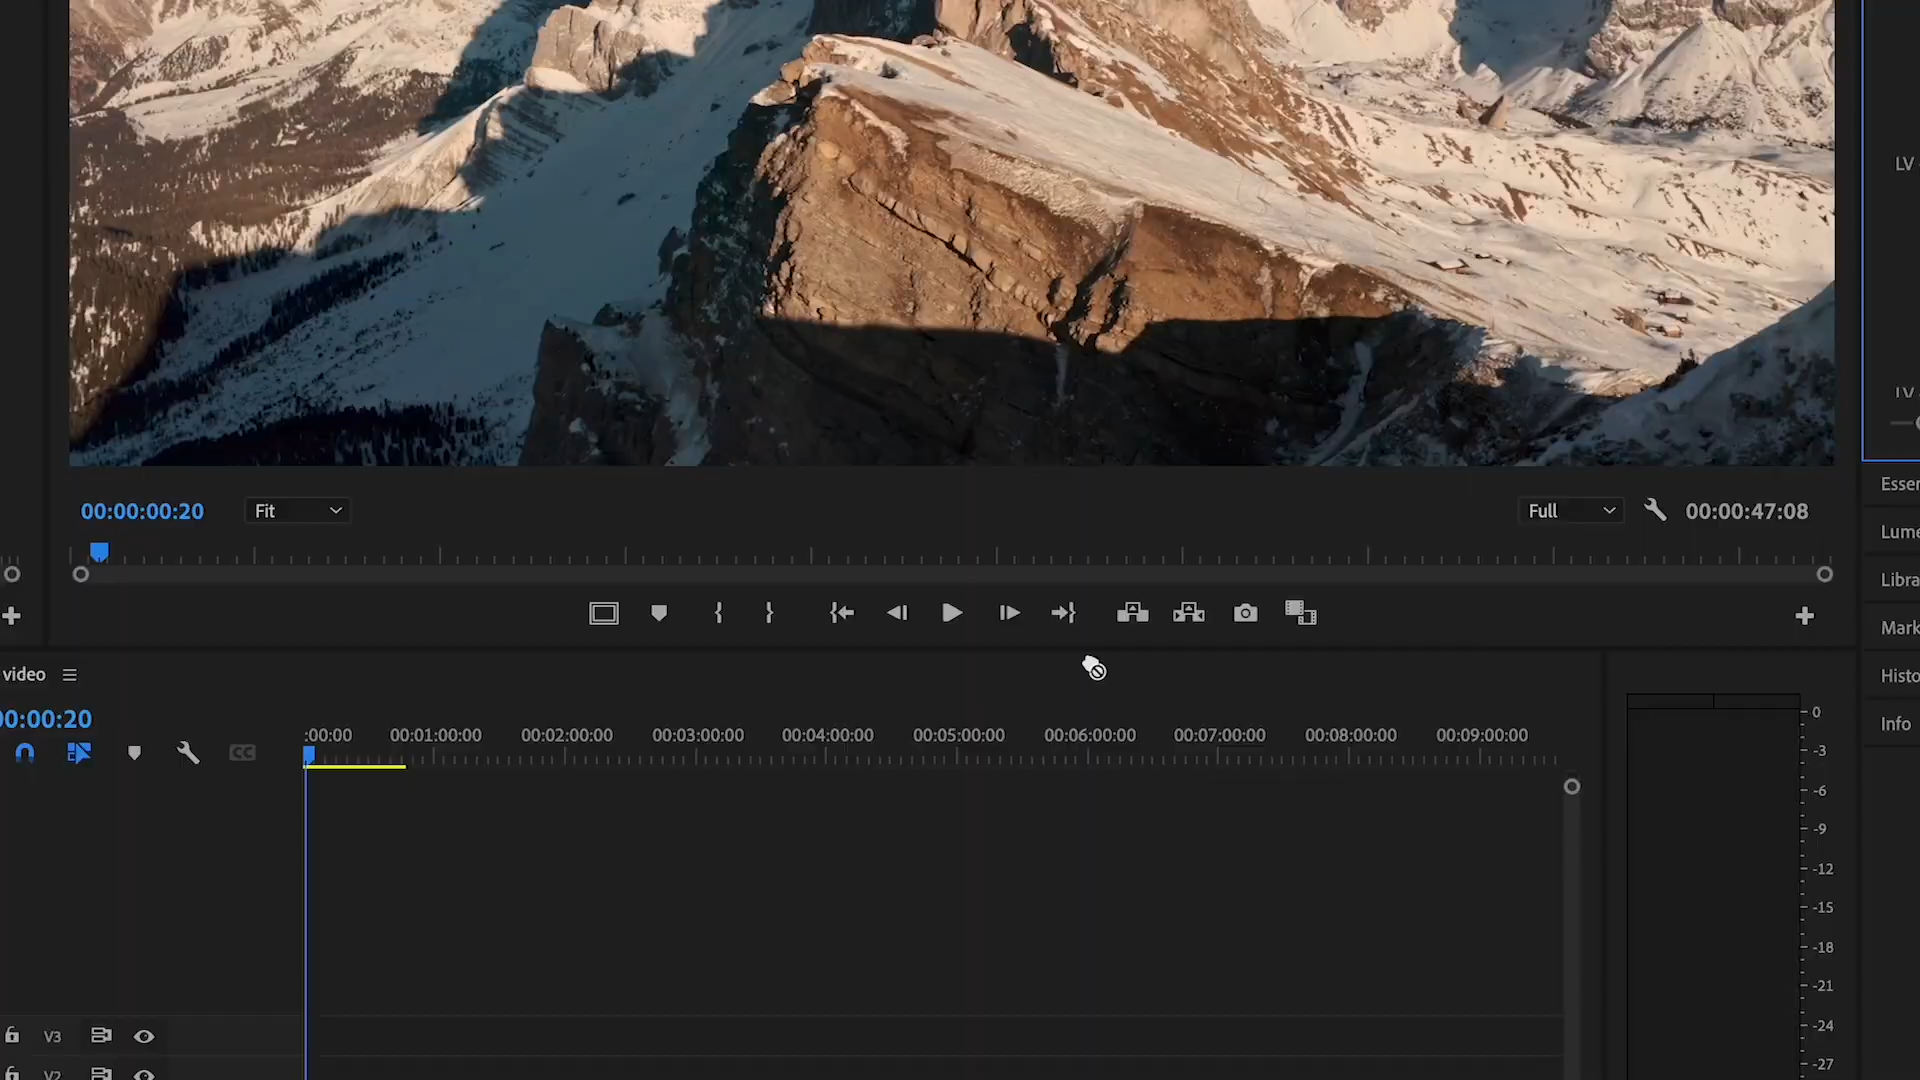 LV
LV
00:00:00:20
Fit
Full
00:00:47:08
Esser
Lume
Libra
Mark
Histo
Info
video
00:00:20
CC
:00:00
00:01:00:00
00:02:00:00
00:03:00:00
00:04:00:00
00:05:00:00
00:06:00:00
00:07:00:00
00:08:00:00
00:09:00:00
0
-3
-6
-9
-12
-15
-18
-21
-24
-27
V3
V2